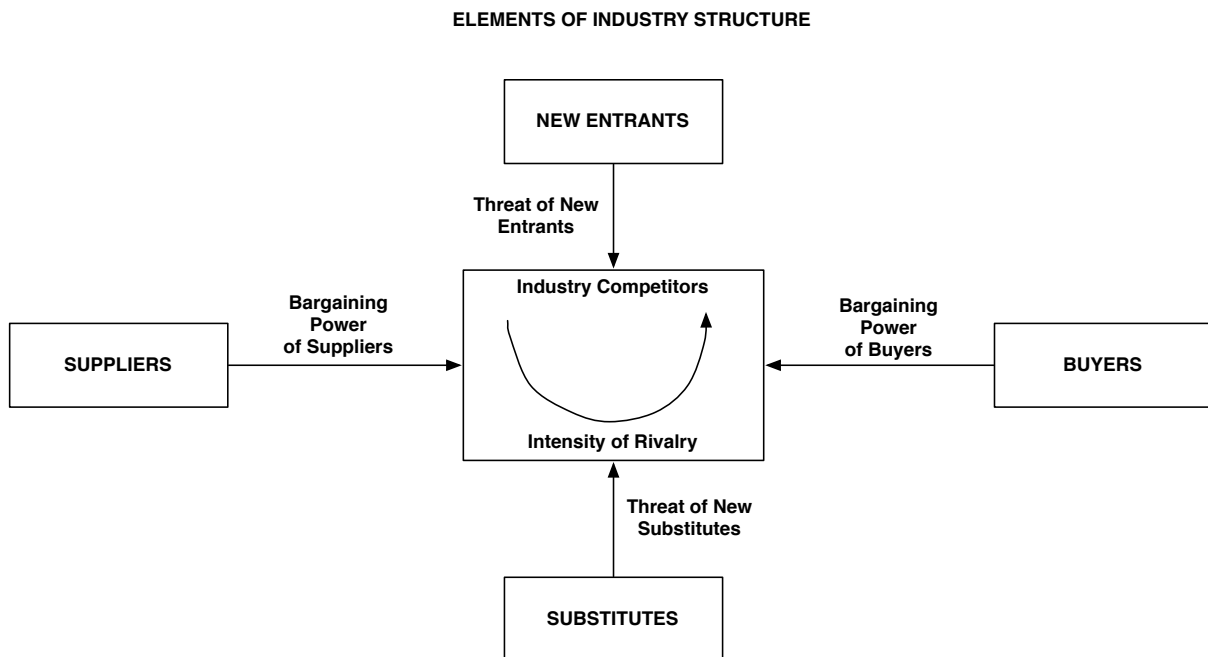 ELEMENTS OF INDUSTRY STRUCTURE
NEW ENTRANTS
Threat of New
Entrants
Industry Competitors
Bargaining
Power
of Suppliers
Bargaining
Power
of Buyers
SUPPLIERS
BUYERS
Intensity of Rivalry
Threat of New
Substitutes
SUBSTITUTES